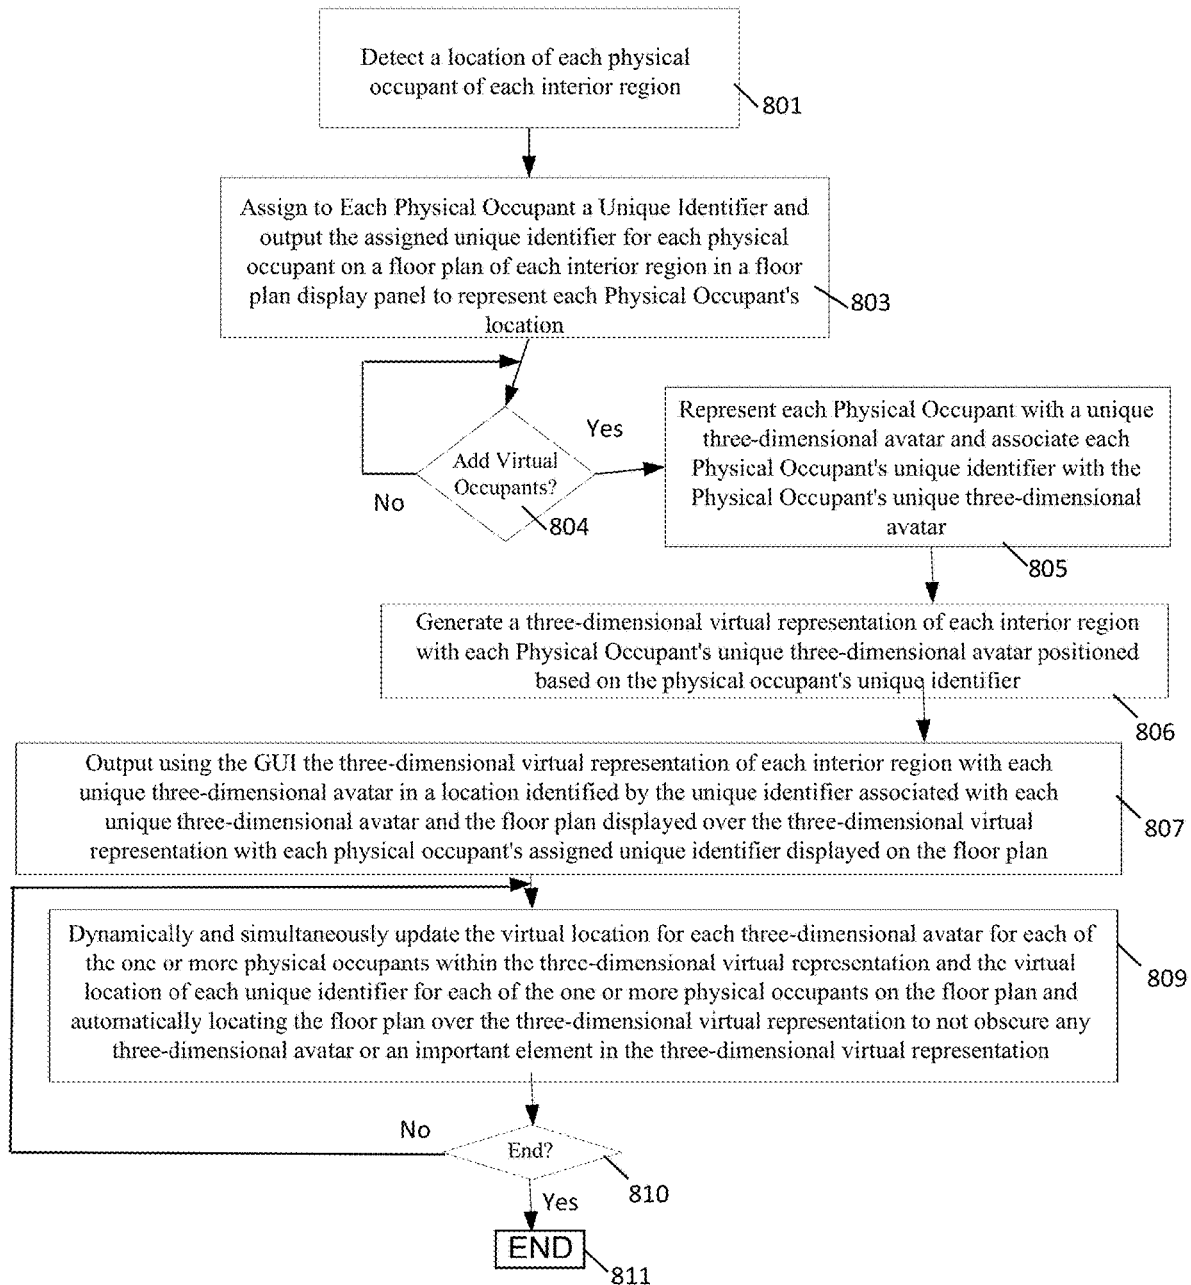 Detect a location of each physical
occupant of each interior region
801
Assign to Each Physical Occupant a Unique Identifier and
output the assigned unique identifier for each physical
occupant on a floor plan of each interior region in a floor
plan display panel to represent each Physical Occupant's
location
803
Add Virtual
Occupants?
804
Yes
No
Represent each Physical Occupant with a unique
three-dimensional avatar and associate each
Physical Occupant's unique identifier with the
Physical Occupant's unique three-dimensional
avatar
805
Generate a three-dimensional virtual representation of each interior region
with each Physical Occupant's unique three-dimensional avatar positioned
based on the physical occupant's unique identifier
806
Output using the GUI the three-dimensional virtual representation of each interior region with each
unique three-dimensional avatar in a location identified by the unique identifier associated with each
unique three-dimensional avatar and the floor plan displayed over the three-dimensional virtual
representation with each physical occupant's assigned unique identifier displayed on the floor plan
807
Dynamically and simultaneously update the virtual location for each three-dimensional avatar for each of
the one or more physical occupants within the three-dimensional virtual representation and the virtual
location of each unique identifier for each of the one or more physical occupants on the floor plan and
automatically locating the floor plan over the three-dimensional virtual representation to not obscure any
three-dimensional avatar or an important element in the three-dimensional virtual representation
809
No
End?
810
Yes
END
811